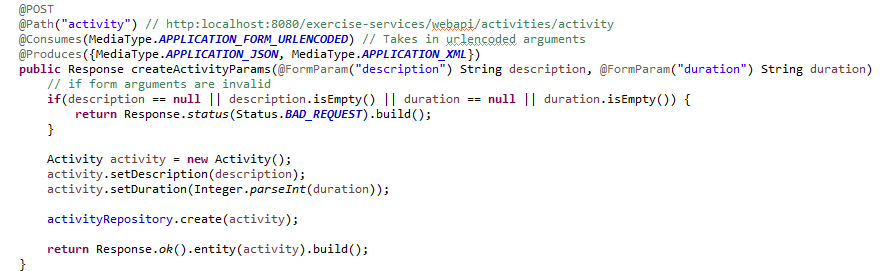 @POST
@Path("activity") // http:localhost:8080/exercise-services/webapi/activities/activity
@Consumes(MediaType.APPLICATION_FORM_URLENCODED) // Takes in urlencoded arguments
@Produces({MediaType.APPLICATION_JSON, MediaType.APPLICATION_XML})
public Response createActivityParams(@FormParam("description") String description, @FormParam("duration") String duration)
// if form arguments are invalid
if(description == null || description.isEmpty() || duration == null || duration.isEmpty()) {
return Response.status(Status.BAD_REQUEST).build();
}
Activity activity = new Activity();
activity.setDescription(description);
activity.setDuration(Integer.parseInt(duration));
activityRepository.create(activity);
return Response.ok().entity(activity).build();
}